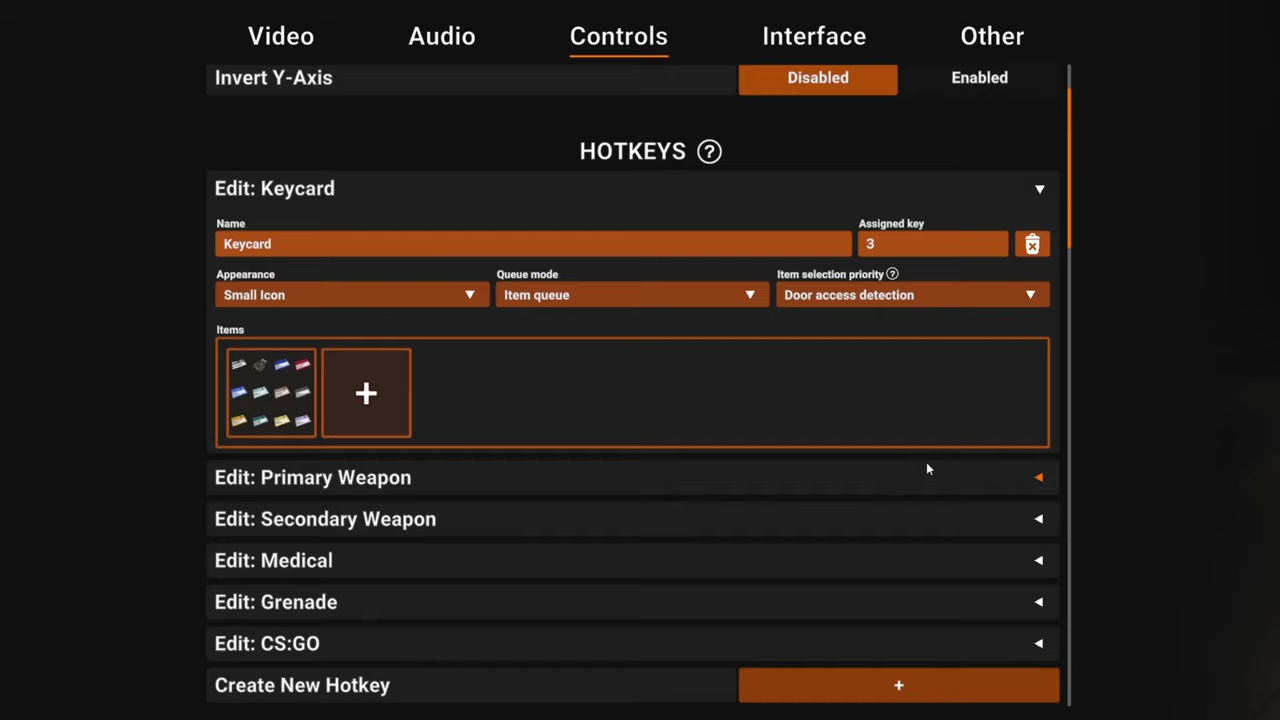 Video Audio Controls Interface Other
Invert Y-Axis Disabled Enabled
HOTKEYS ?
Edit: Keycard
Name Assigned key
Keycard 3
Appearance Queue mode Item selection priority ?
Small Icon Item queue Door access detection
Items
+
Edit: Primary Weapon
Edit: Secondary Weapon
Edit: Medical
Edit: Grenade
Edit: CS:GO
Create New Hotkey +